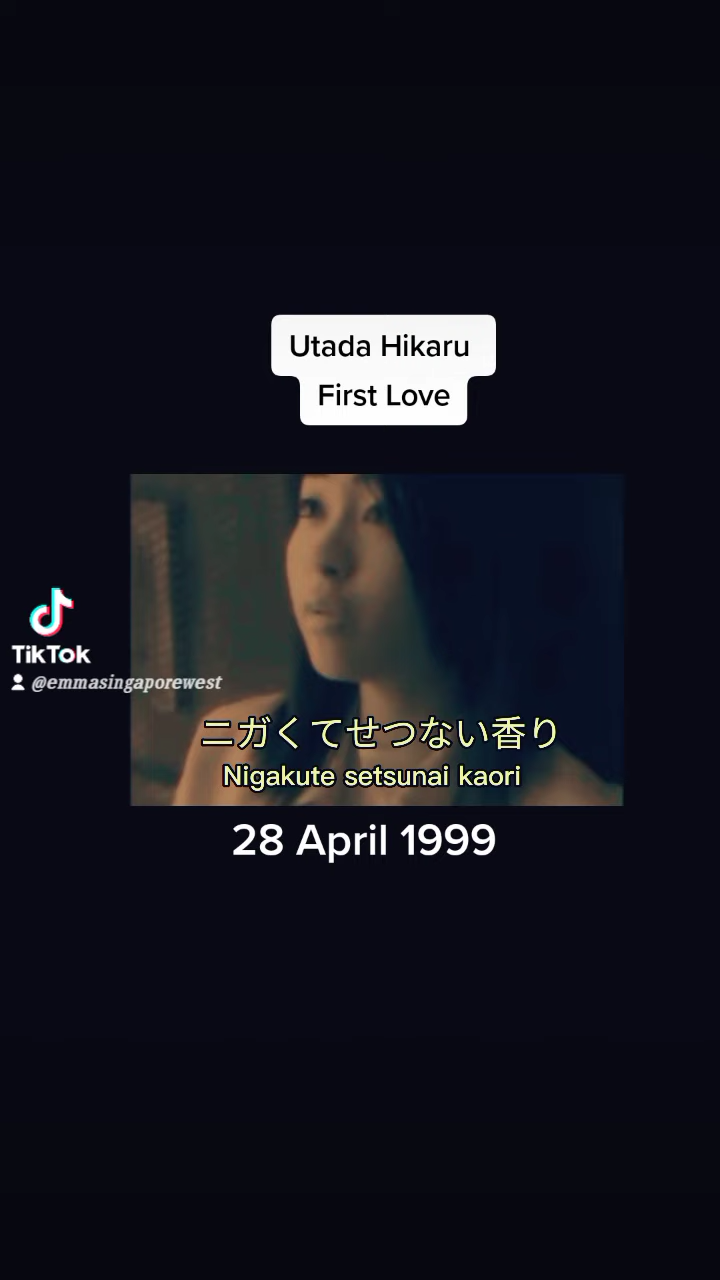 Utada Hikaru
First Love
TikTok
@emmasingaporewest
ニガくてせつない香り
Nigakute setsunai kaori
28 April 1999